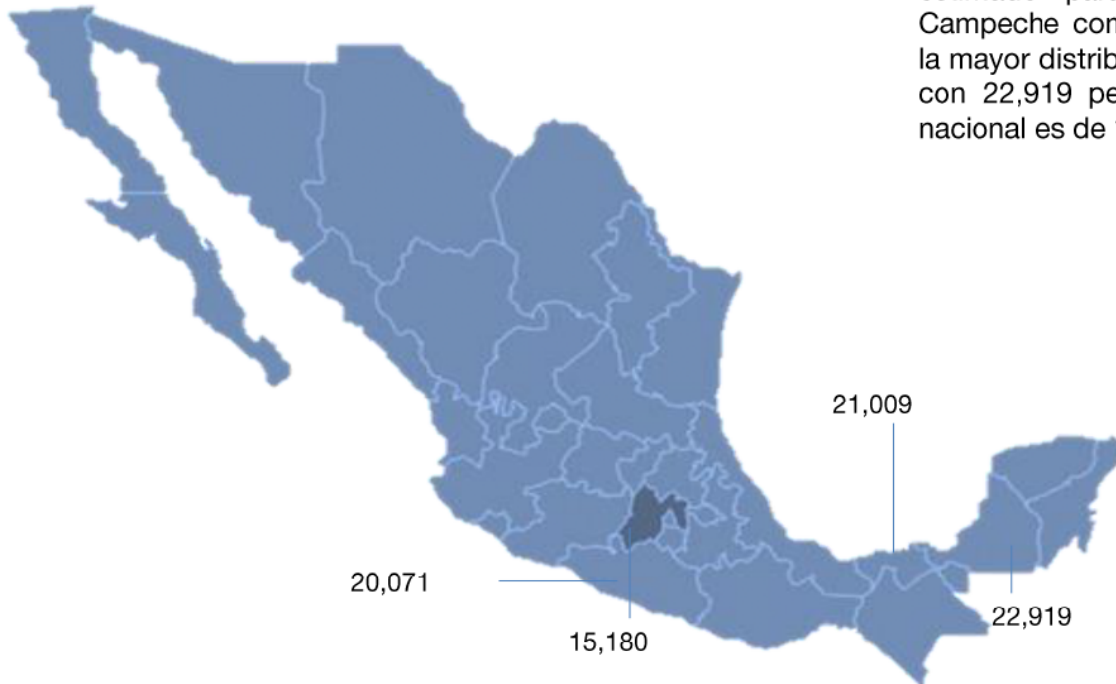 Campeche con
la mayor distrib
con 22,919 pe
nacional es de
21,009
20,071
22,919
15,180